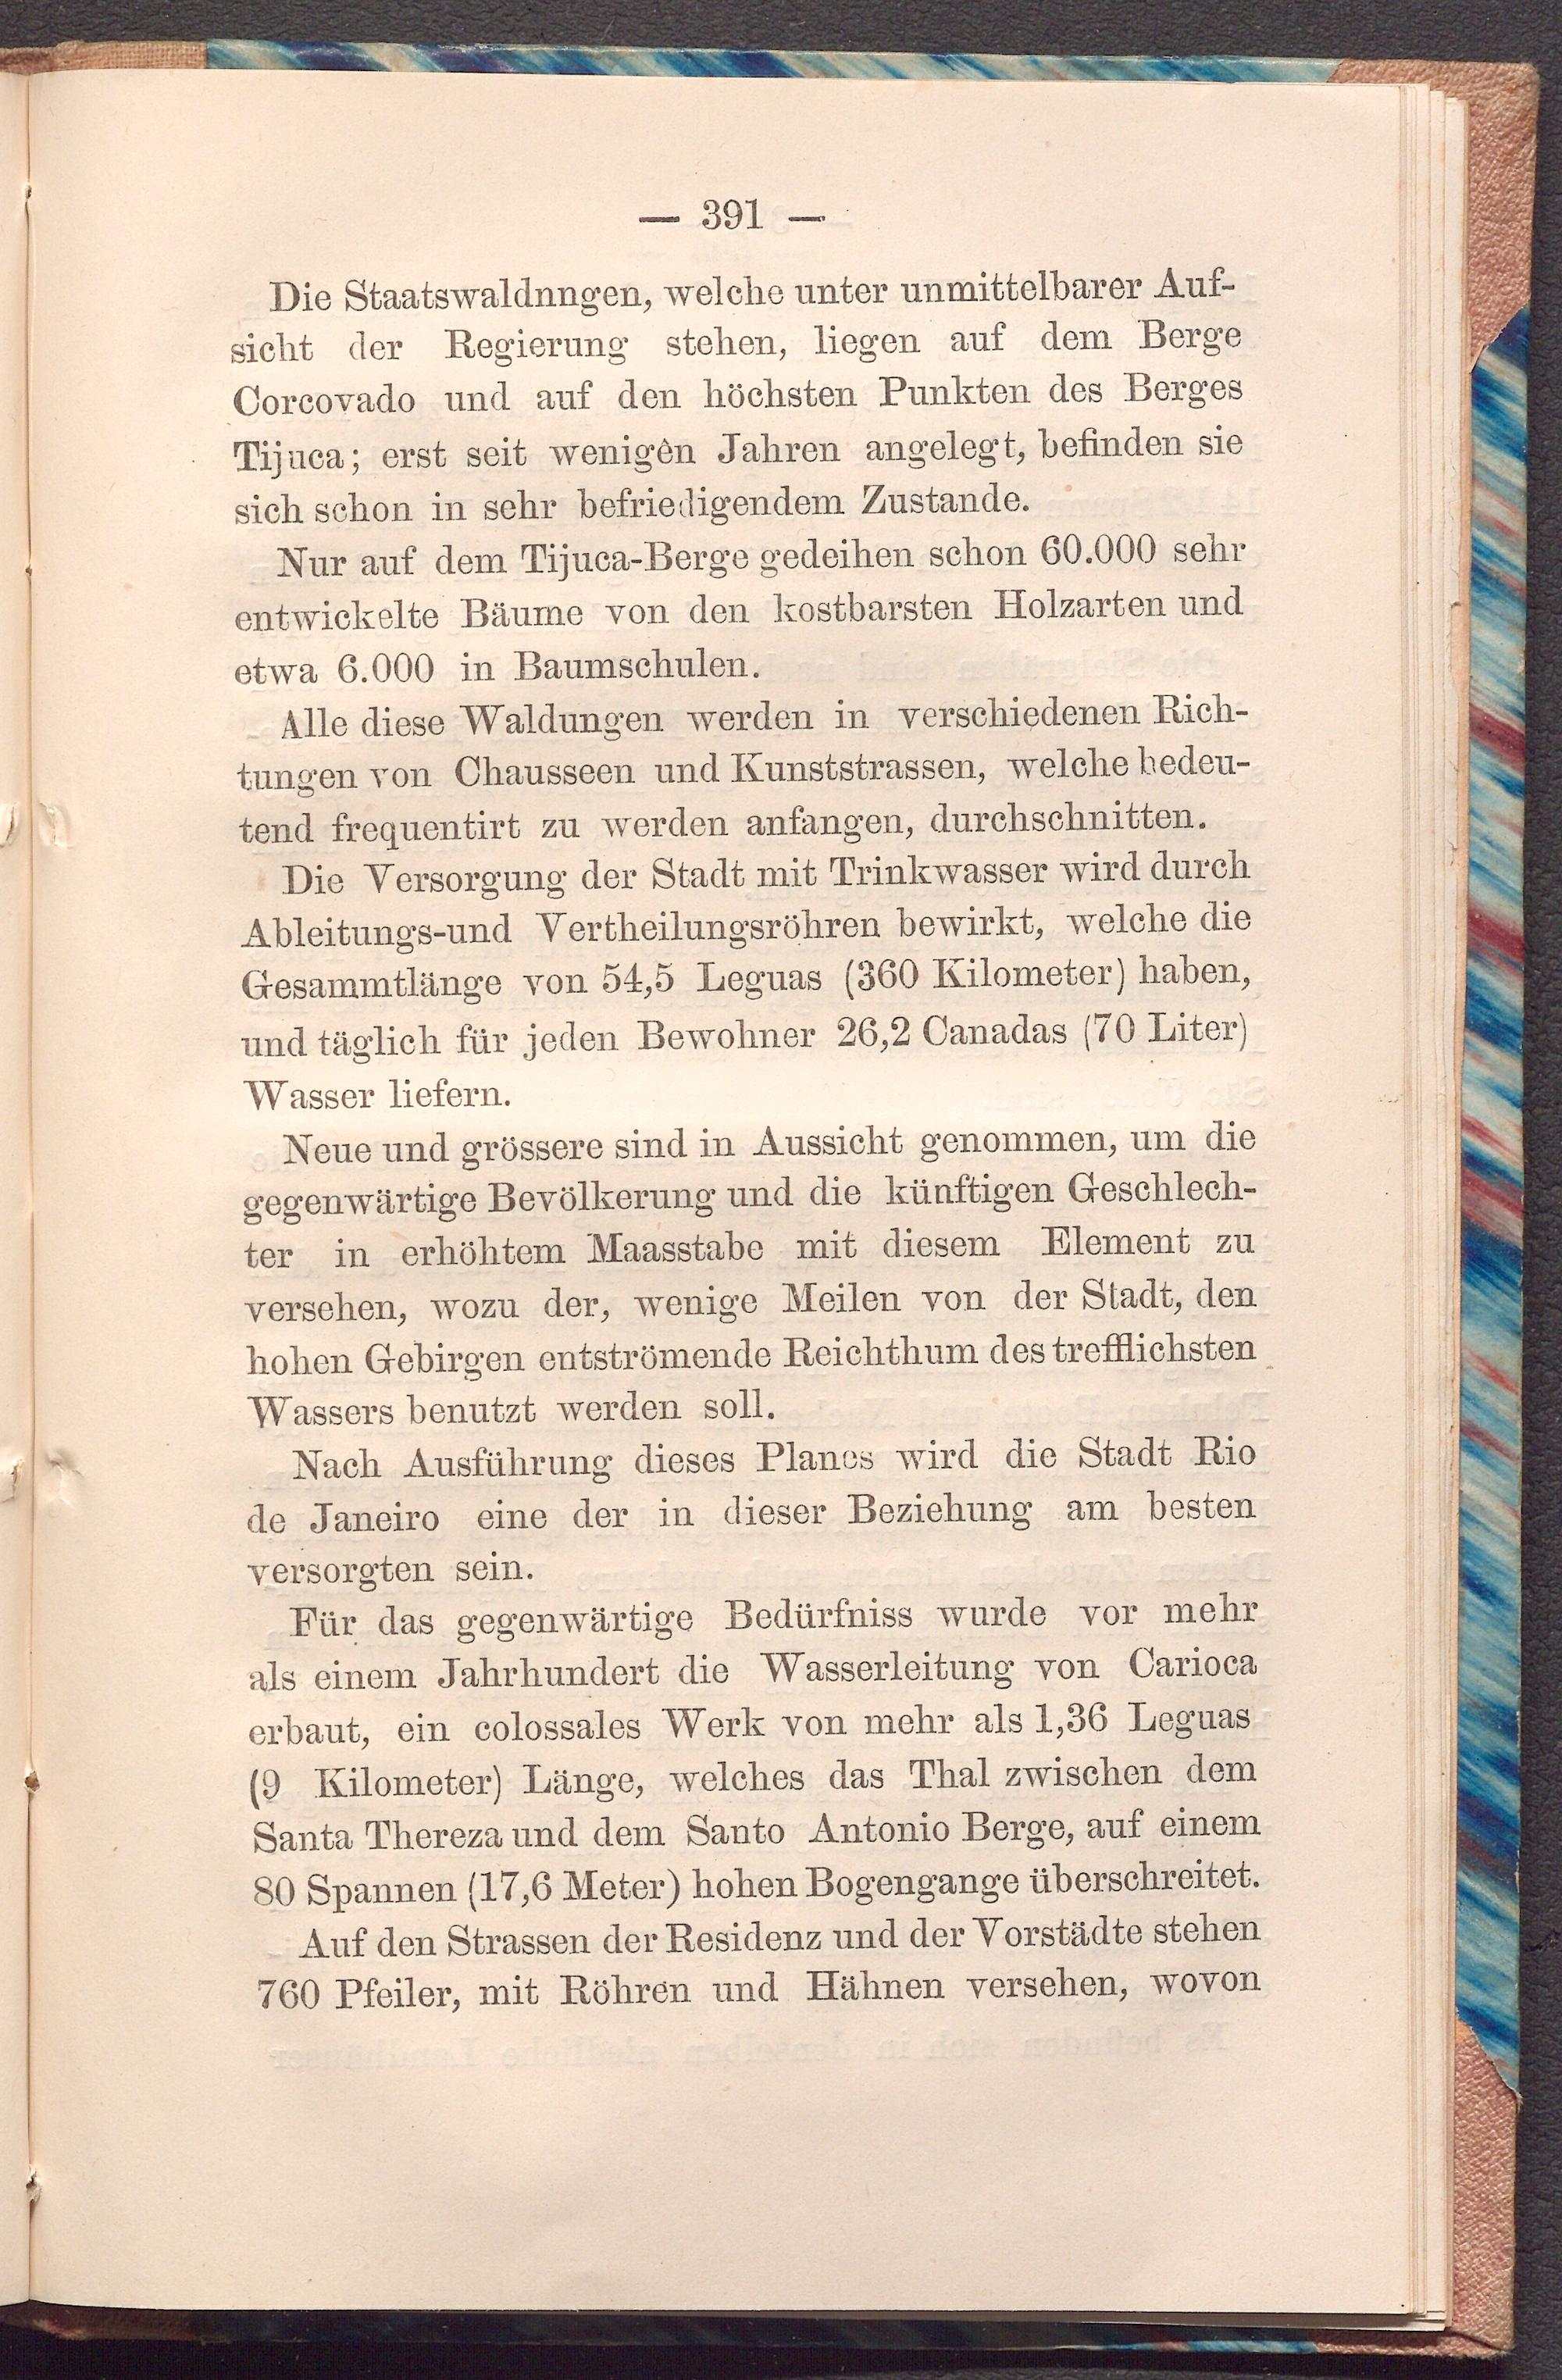 — 391 —
Die Staatswaldnngen, welche unter unmittelbarer Auf-
sicht der Regierung stehen, liegen auf dem Berge
Corcovado und auf den höchsten Punkten des Berges
Tijuca; erst seit wenigên Jahren angelegt, befinden sie
sich schon in sehr befriedigendem Zustande.
Nur auf dem Tijuca-Berge gedeihen schon 60.000 sehr
entwickelte Bäume von den kostbarsten Holzarten und
etwa 6.000 in Baumschulen.
Alle diese Waldungen werden in verschiedenen Rich-
tungen von Chausseen und Kunststrassen, welche bedeu-
tend frequentirt zu werden anfangen, durchschnitten.
Die Versorgung der Stadt mit Trinkwasser wird durch
Ableitungs-und Vertheilungsröhren bewirkt, welche die
Gesammtlänge von 54,5 Leguas (360 Kilometer) haben,
und täglich für jeden Bewohner 26,2 Canadas (70 Liter)
Wasser liefern.
Neue und grössere sind in Aussicht genommen, um die
gegenwärtige Bevölkerung und die künftigen Geschlech-
ter in erhöhtem Maasstabe mit diesem Element zu
versehen, wozu der, wenige Meilen von der Stadt, den
hohen Gebirgen entströmende Reichthum des trefflichsten
Wassers benutzt werden soll.
Nach Ausführung dieses Planes wird die Stadt Rio
de Janeiro eine der in dieser Beziehung am besten
versorgten sein.
Für das gegenwärtige Bedürfniss wurde vor mehr
als einem Jahrhundert die Wasserleitung von Carioca
erbaut, ein colossales Werk von mehr als 1,36 Leguas
(9 Kilometer) Länge, welches das Thal zwischen dem
Santa Thereza und dem Santo Antonio Berge, auf einem
80 Spannen (17,6 Meter) hohen Bogengange überschreitet.
Auf den Strassen der Residenz und der Vorstädte stehen
760 Pfeiler, mit Röhren und Hähnen versehen, wovon